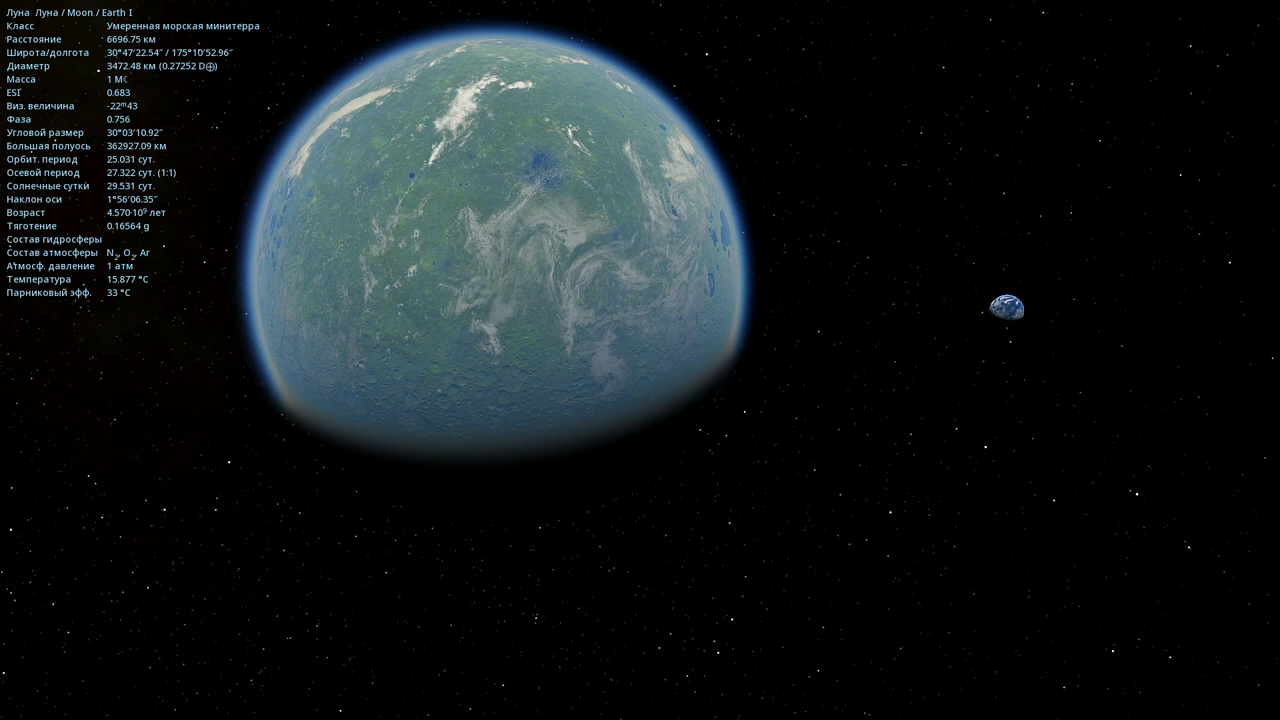 Луна Луна / Moon / Earth I
Класс Умеренная морская минитерра
Расстояние 6696.75 км
Широта/долгота 30°47′22.54″ / 175°10′52.96″
Диаметр 3472.48 км (0.27252 D⊕)
Масса 1 M☾
ESI 0.683
Виз. величина -22ᵐ43
Фаза 0.756
Угловой размер 30°03′10.92″
Большая полуось 362927.09 км
Орбит. период 25.031 сут.
Осевой период 27.322 сут. (1:1)
Солнечные сутки 29.531 сут.
Наклон оси 1°56′06.35″
Возраст 4.570·10⁹ лет
Тяготение 0.16564 g
Состав гидросферы
Состав атмосферы N₂, O₂, Ar
Атмосф. давление 1 атм
Температура 15.877 °C
Парниковый эфф. 33 °C